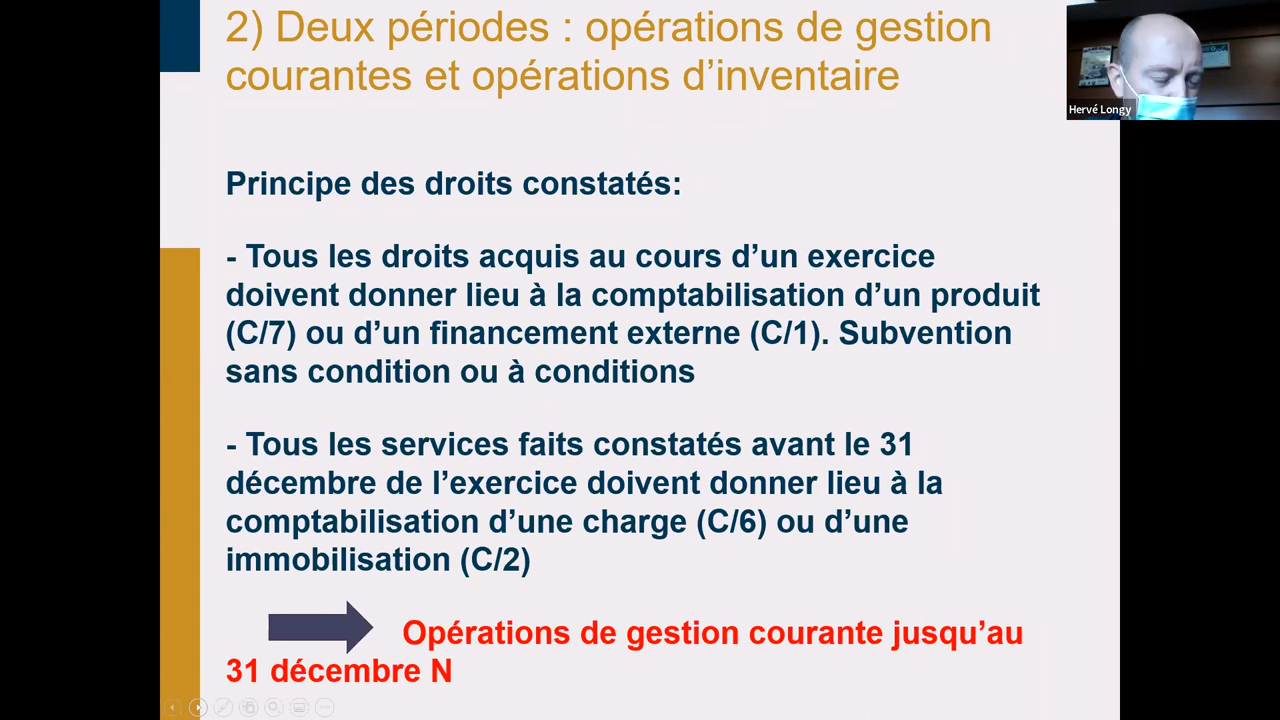 2) Deux périodes : opérations de gestion
courantes et opérations d’inventaire
Hervé Longy
Principe des droits constatés:
- Tous les droits acquis au cours d’un exercice
doivent donner lieu à la comptabilisation d’un produit
(C/7) ou d’un financement externe (C/1). Subvention
sans condition ou à conditions
- Tous les services faits constatés avant le 31
décembre de l’exercice doivent donner lieu à la
comptabilisation d’une charge (C/6) ou d’une
immobilisation (C/2)
Opérations de gestion courante jusqu’au
31 décembre N